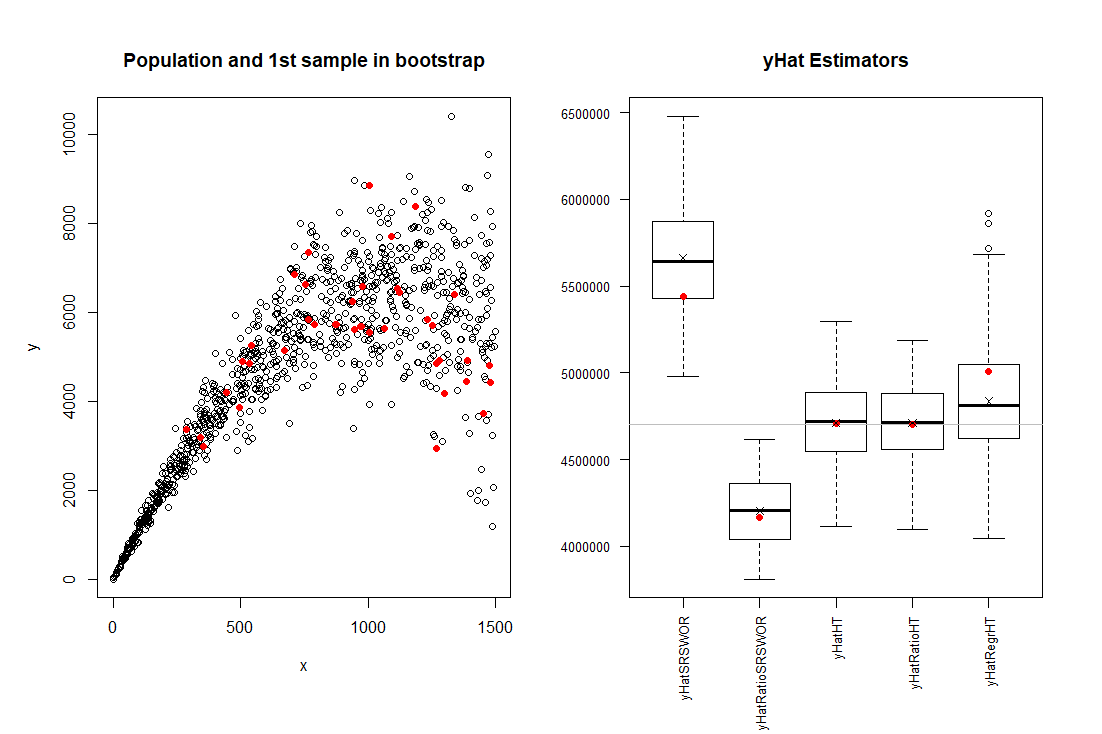 Population and 1st sample in bootstrap
y
10000
8000
6000
4000
2000
0
0 500 1000 1500
x
yHat Estimators
6500000
6000000
5500000
5000000
4500000
4000000
yHatSRSWOR
yHatRatioSRSWOR
yHatHT
yHatRatioHT
yHatRegrHT